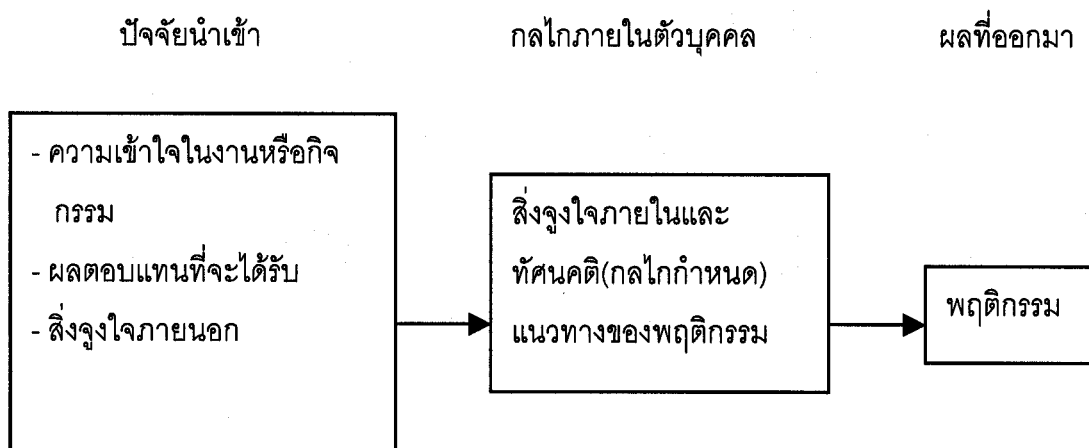 ปัจจัยนำเข้า กลไกภายในตัวบุคคล ผลที่ออกมา
- ความเข้าใจในงานหรือกิจ
กรรม
- ผลตอบแทนที่จะได้รับ
- สิ่งจูงใจภายนอก
สิ่งจูงใจภายในและ
ทัศนคติ(กลไกกำหนด)
แนวทางของพฤติกรรม
พฤติกรรม